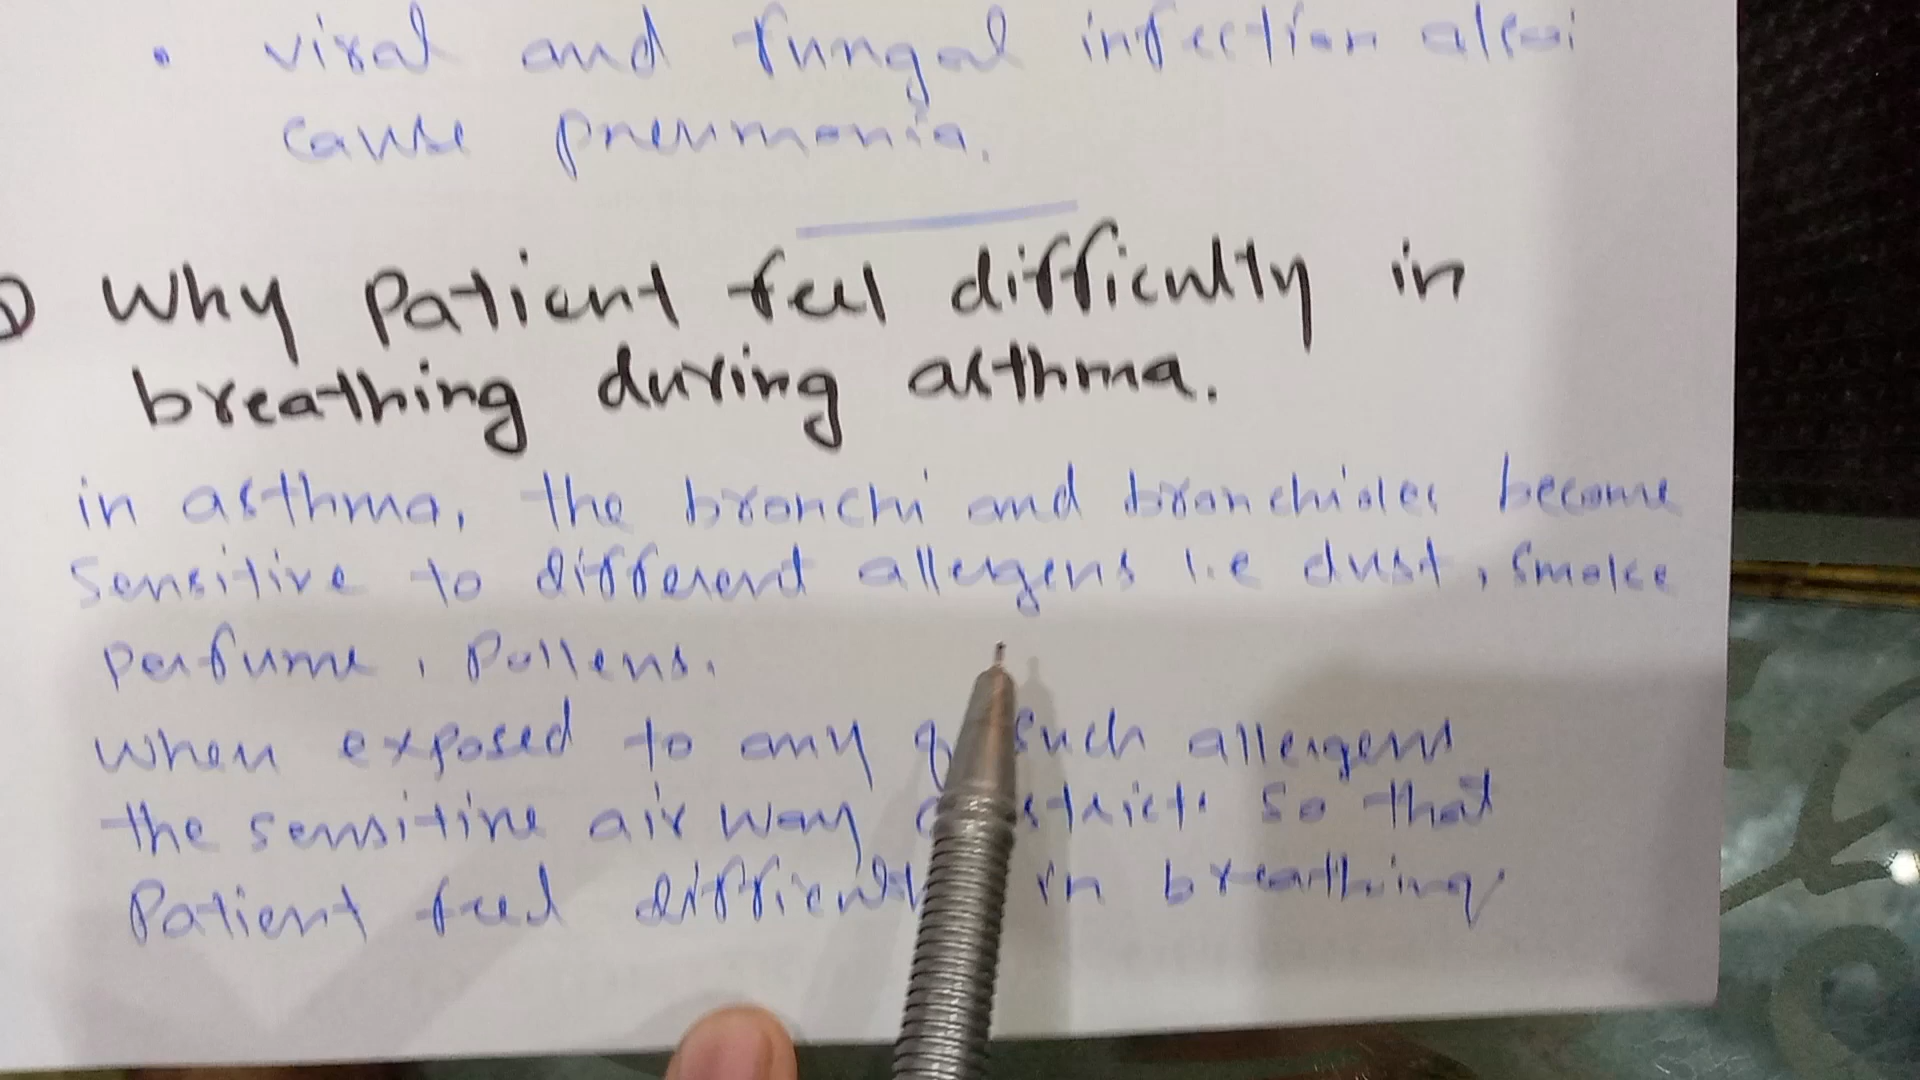 • viral and fungal infection also
cause pneumonia.
Why Patient feel difficulty in
breathing during asthma.
in asthma, the bronchi and bronchioles become
Sensitive to different allergens i.e dust, smoke
perfume, Pollens.
when exposed to any such allergens
the sensitive air way so that
Patient feel in breathing